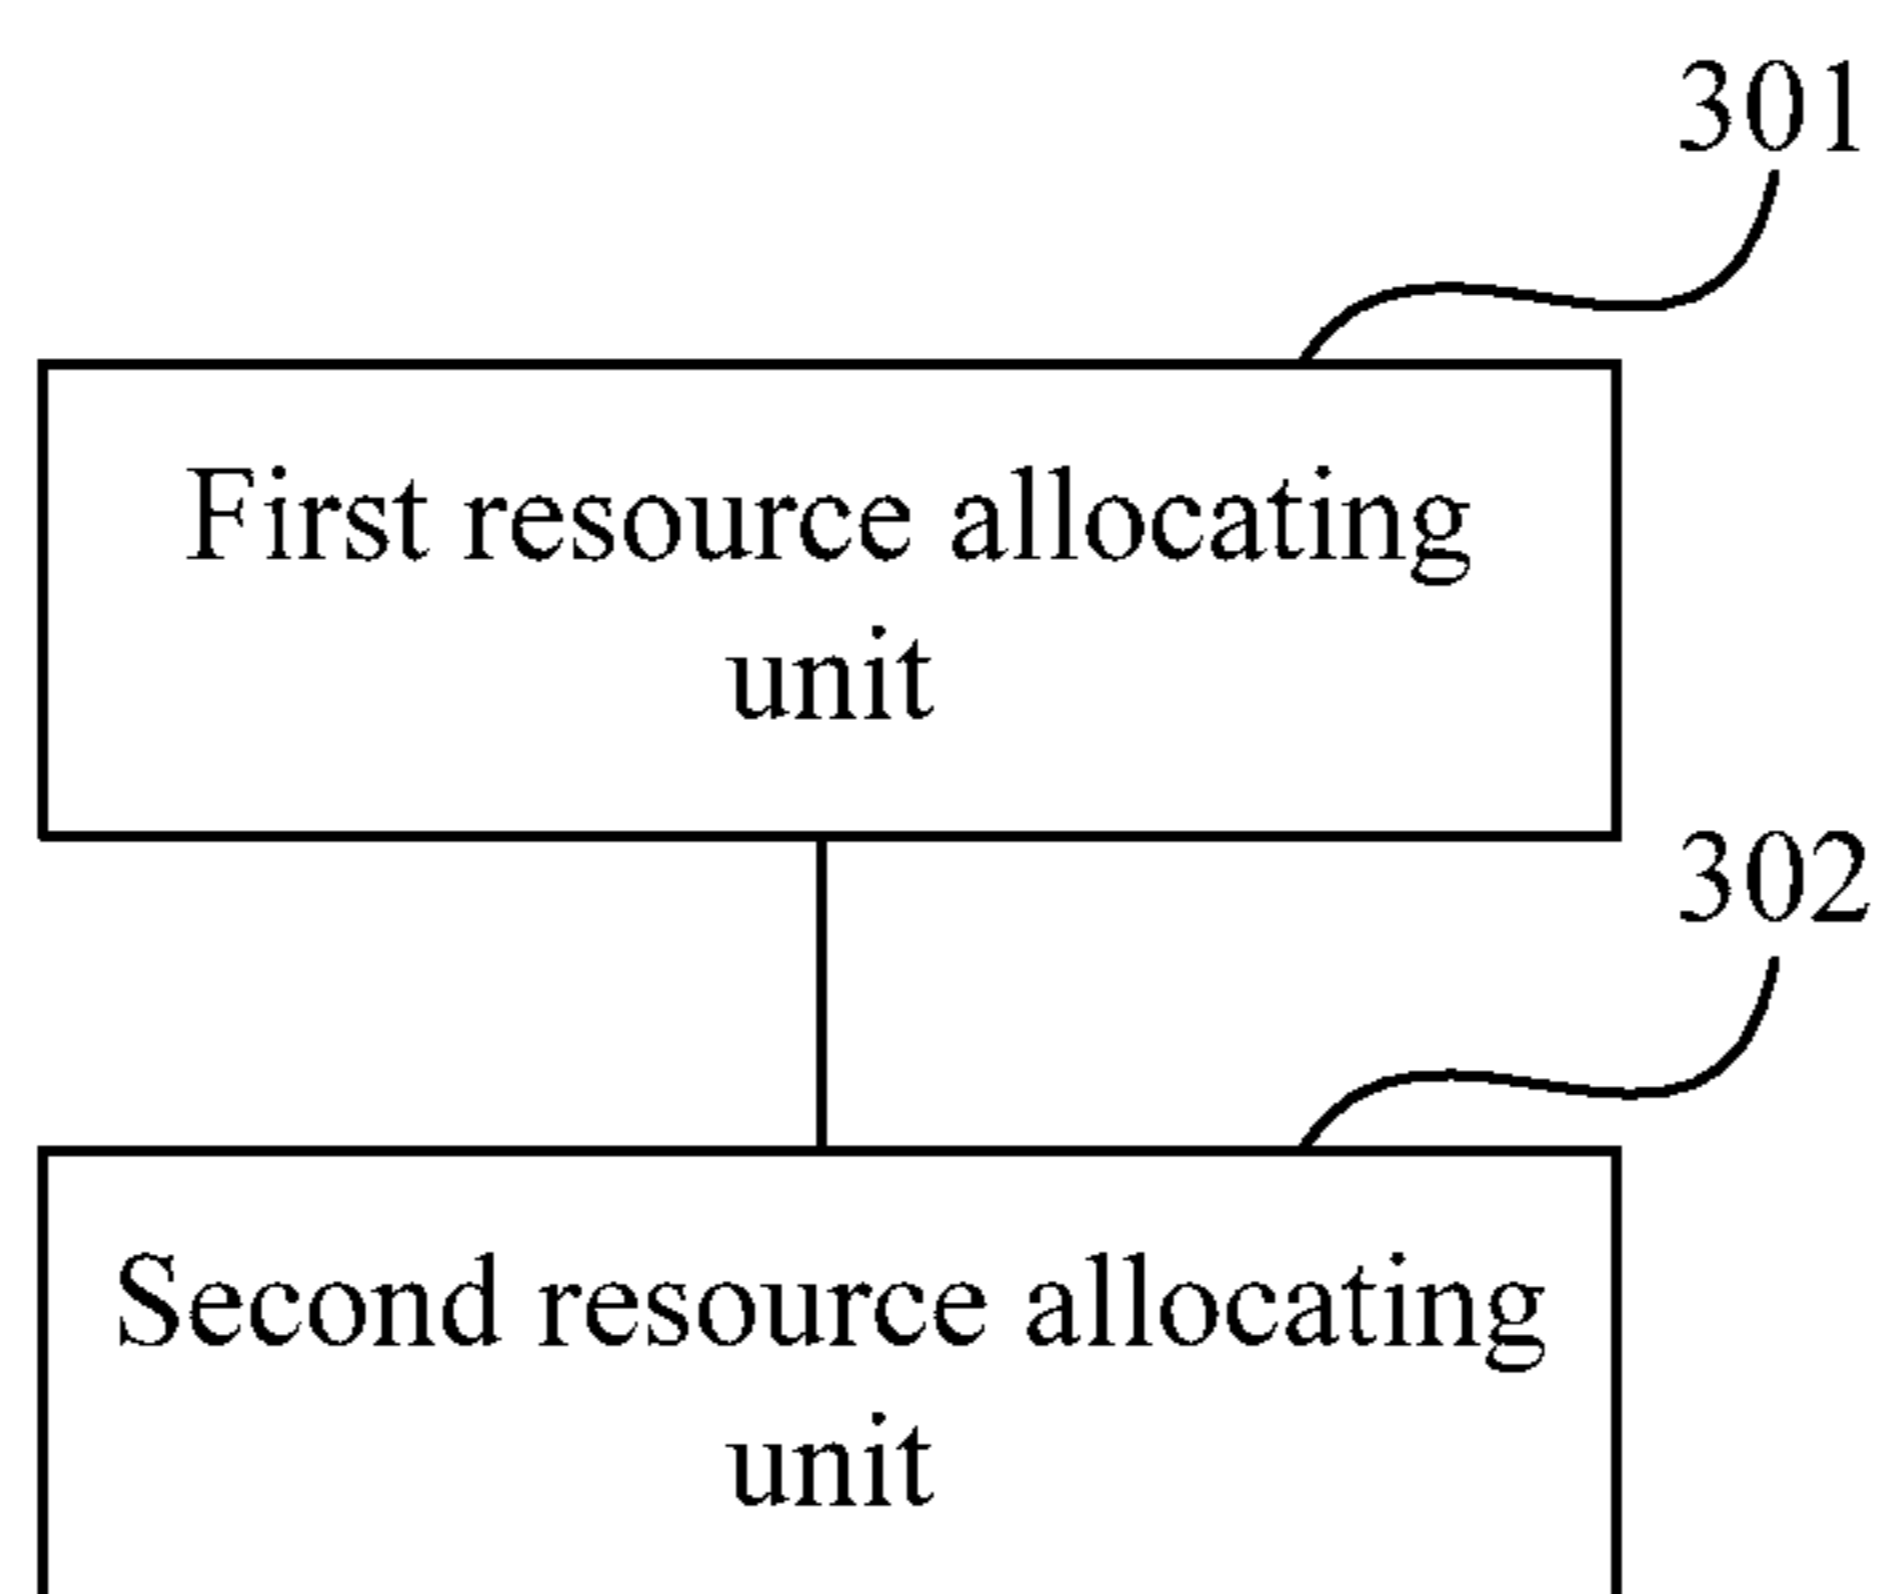 301
First resource allocating
unit
302
Second resource allocating
unit